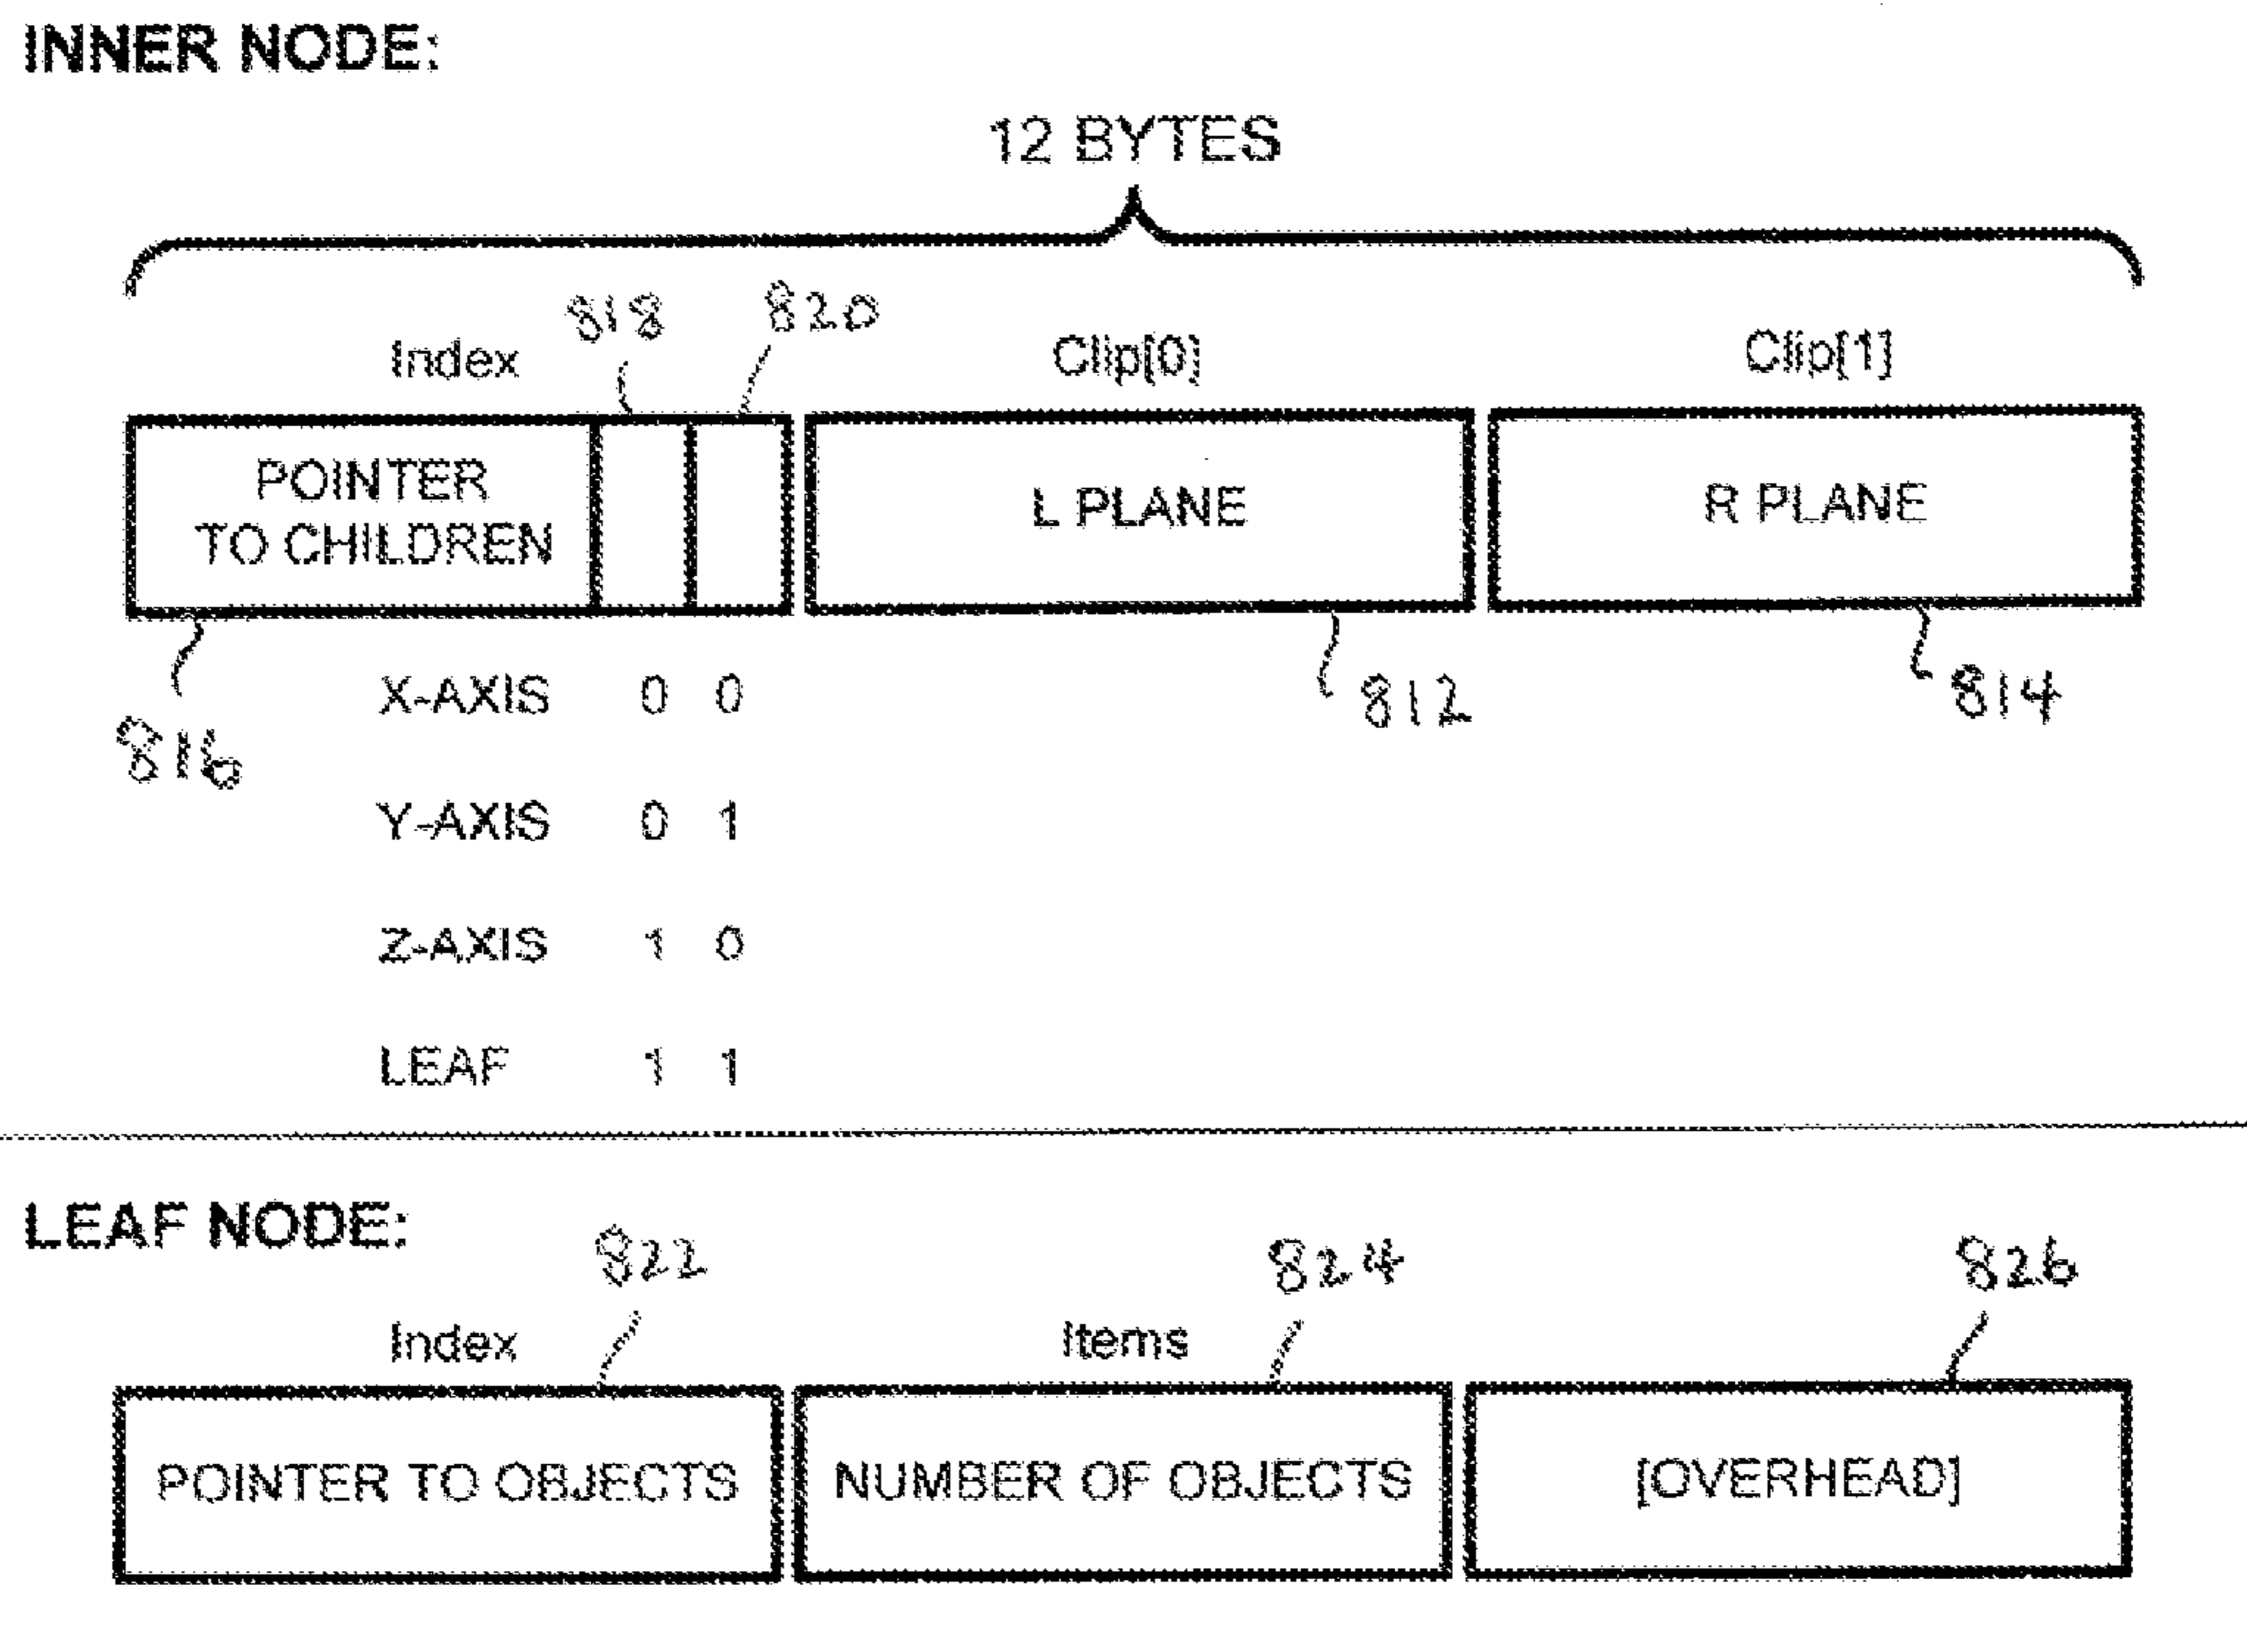 INNER NODE:
12 BYTES
Index 818 820 Clip[0] Clip[1]
POINTER
TO CHILDREN
L PLANE
R PLANE
816
X-AXIS 0 0
812
814
Y-AXIS 0 1
Z-AXIS 1 0
LEAF 1 1
LEAF NODE:
822
824
826
Index
Items
POINTER TO OBJECTS
NUMBER OF OBJECTS
[OVERHEAD]